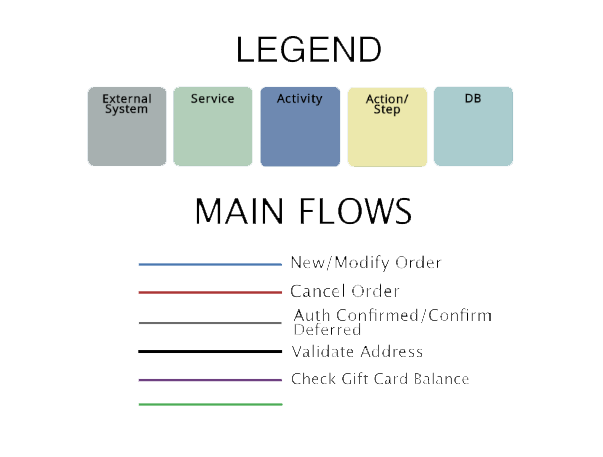 LEGEND
External
System
Service
Activity
Action/
Step
DB
MAIN FLOWS
New/Modify Order
Cancel Order
Auth Confirmed/Confirm
Deferred
Validate Address
Check Gift Card Balance